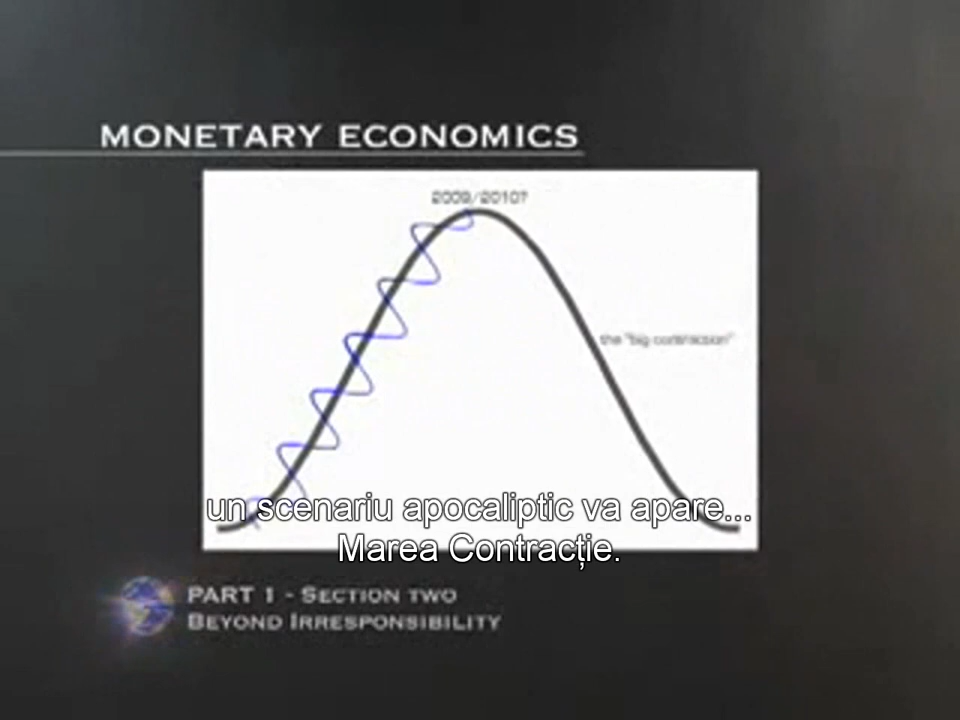 MONETARY ECONOMICS
2009/2010?
the "big contraction"
un scenariu apocaliptic va apare...
Marea Contracție.
PART 1 - SECTION TWO
BEYOND IRRESPONSIBILITY